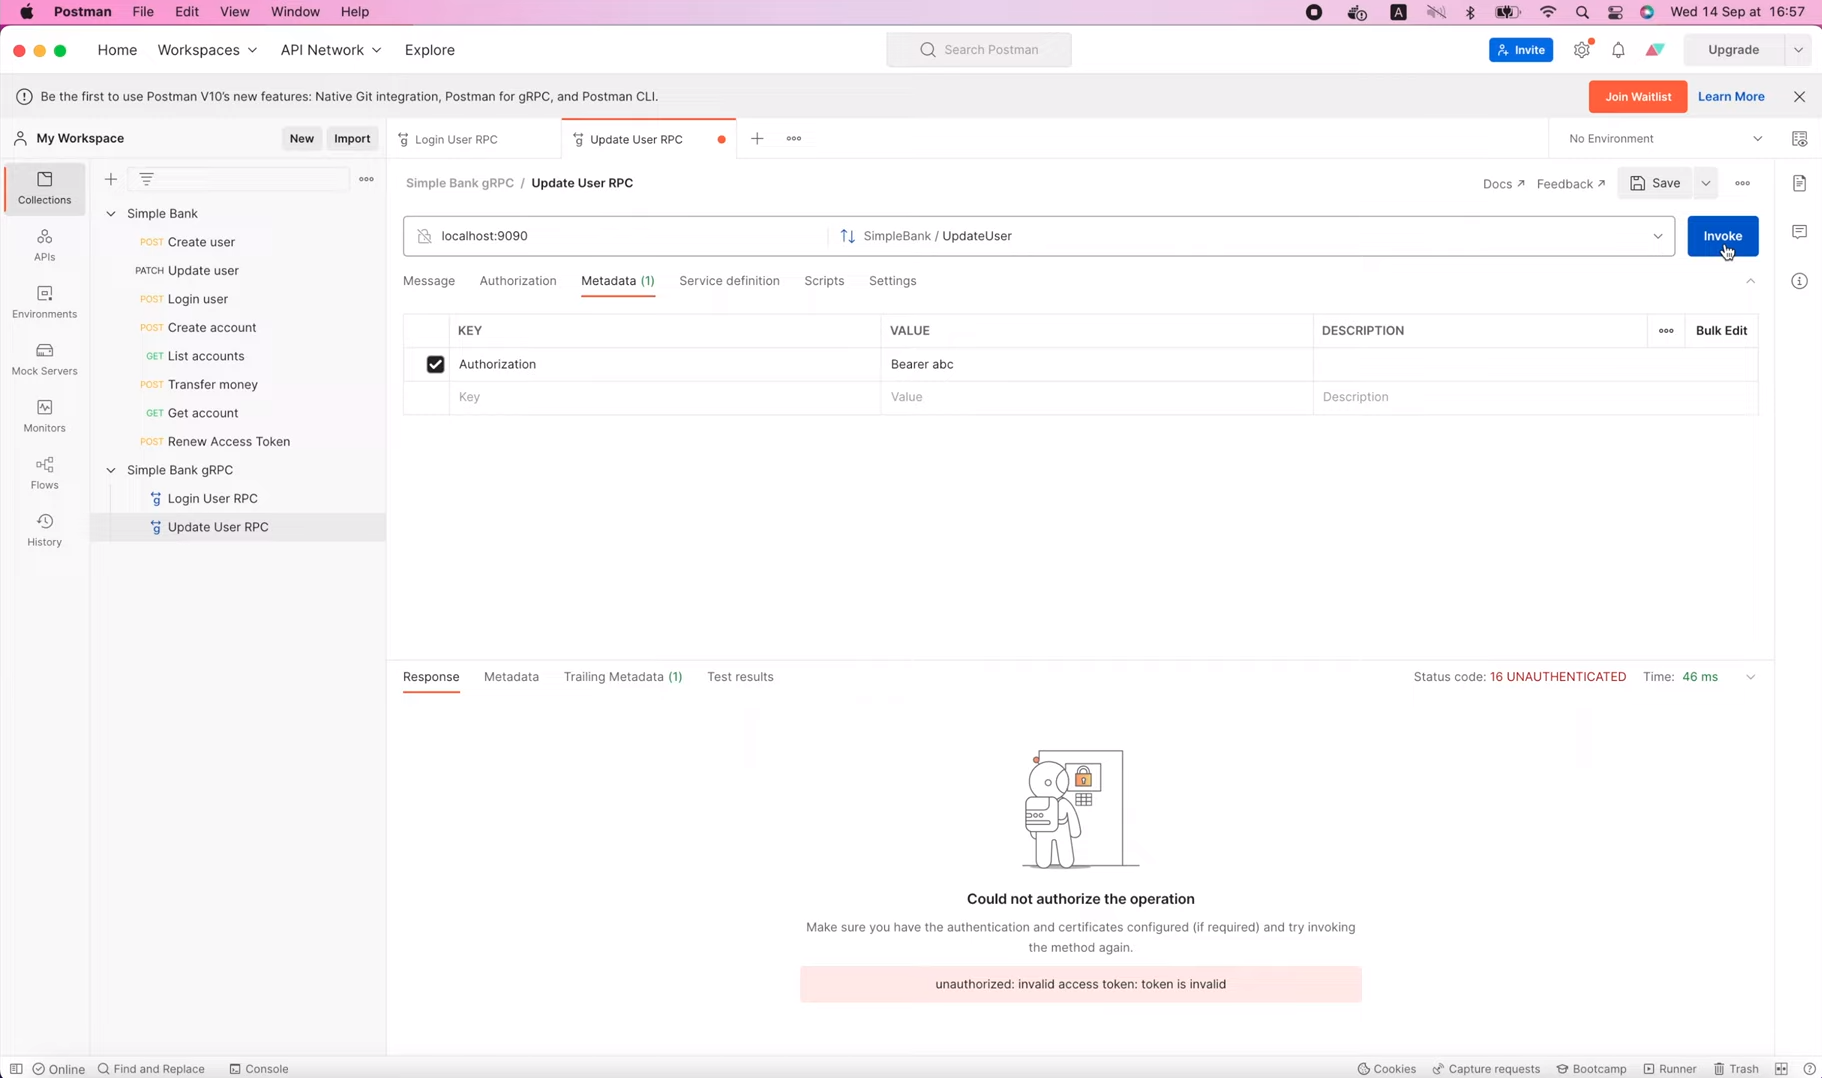 Postman File Edit View Window Help
A
Wed 14 Sep at 16:57
Home Workspaces API Network Explore
Search Postman
Invite
Upgrade
Be the first to use Postman V10's new features: Native Git integration, Postman for gRPC, and Postman CLI.
Join Waitlist Learn More
My Workspace
New Import
Login User RPC
Update User RPC
No Environment
Collections
APIs
Environments
Mock Servers
Monitors
Flows
History
Simple Bank
POST Create user
PATCH Update user
POST Login user
POST Create account
GET List accounts
POST Transfer money
GET Get account
POST Renew Access Token
Simple Bank gRPC
Login User RPC
Update User RPC
Simple Bank gRPC / Update User RPC
Docs ↗ Feedback ↗ Save
localhost:9090
SimpleBank / UpdateUser
Invoke
Message Authorization Metadata (1) Service definition Scripts Settings
KEY VALUE DESCRIPTION Bulk Edit
Authorization Bearer abc
Key Value Description
Response Metadata Trailing Metadata (1) Test results
Status code: 16 UNAUTHENTICATED Time: 46 ms
Could not authorize the operation
Make sure you have the authentication and certificates configured (if required) and try invoking
the method again.
unauthorized: invalid access token: token is invalid
Online Find and Replace Console
Cookies Capture requests Bootcamp Runner Trash